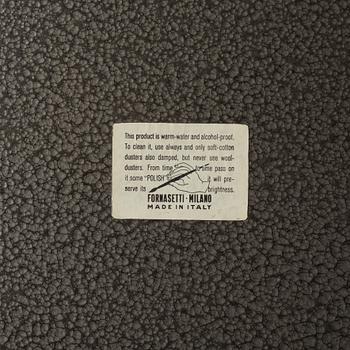 This product is warm-water and alcohol-proof.
To clean it, use always and only soft-cotton
dusters also damped, but never use wool-
dusters. From time to time pass on
it some "POLISH it will pre-
serve its brightness.
FORNASETTI · MILANO
MADE IN ITALY